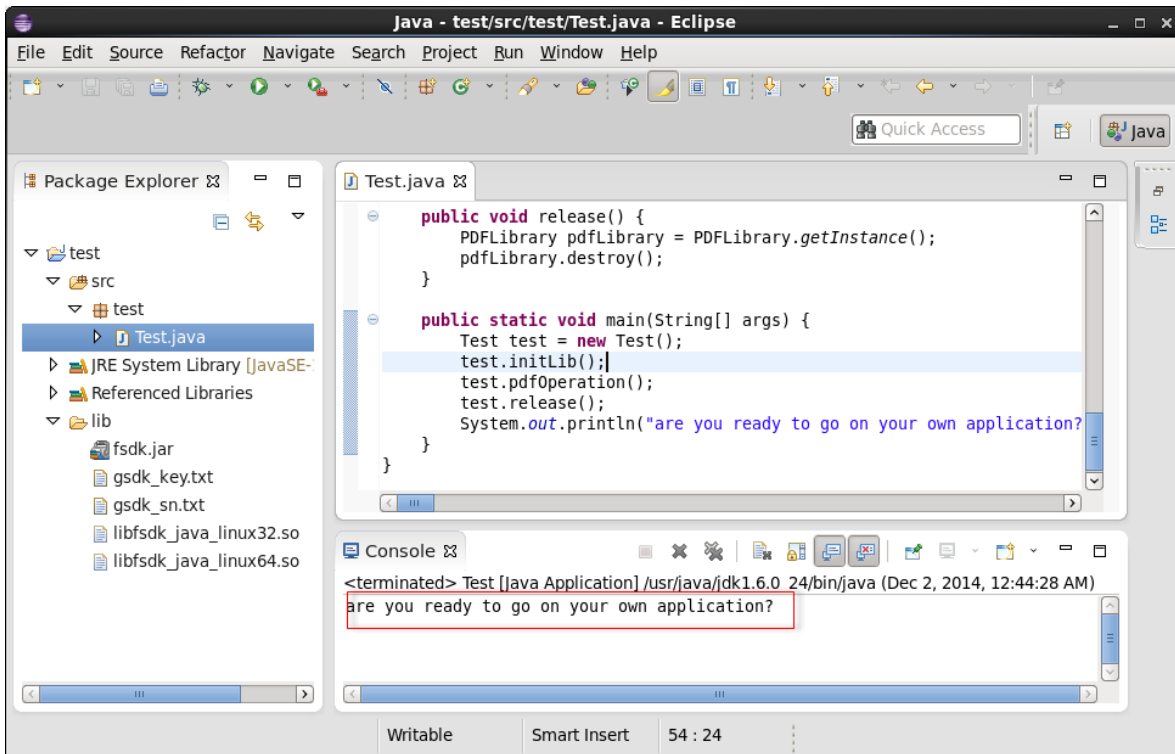 Java - test/src/test/Test.java - Eclipse
File Edit Source Refactor Navigate Search Project Run Window Help
Quick Access
Java
Package Explorer
test
src
test
Test.java
JRE System Library [JavaSE-
Referenced Libraries
lib
fsdk.jar
gsdk_key.txt
gsdk_sn.txt
libfsdk_java_linux32.so
libfsdk_java_linux64.so
Test.java
public void release() {
PDFLibrary pdfLibrary = PDFLibrary.getInstance();
pdfLibrary.destroy();
}
public static void main(String[] args) {
Test test = new Test();
test.initLib();
test.pdfOperation();
test.release();
System.out.println("are you ready to go on your own application?
}
}
Console
<terminated> Test [Java Application] /usr/java/jdk1.6.0_24/bin/java (Dec 2, 2014, 12:44:28 AM)
are you ready to go on your own application?
Writable Smart Insert 54 : 24